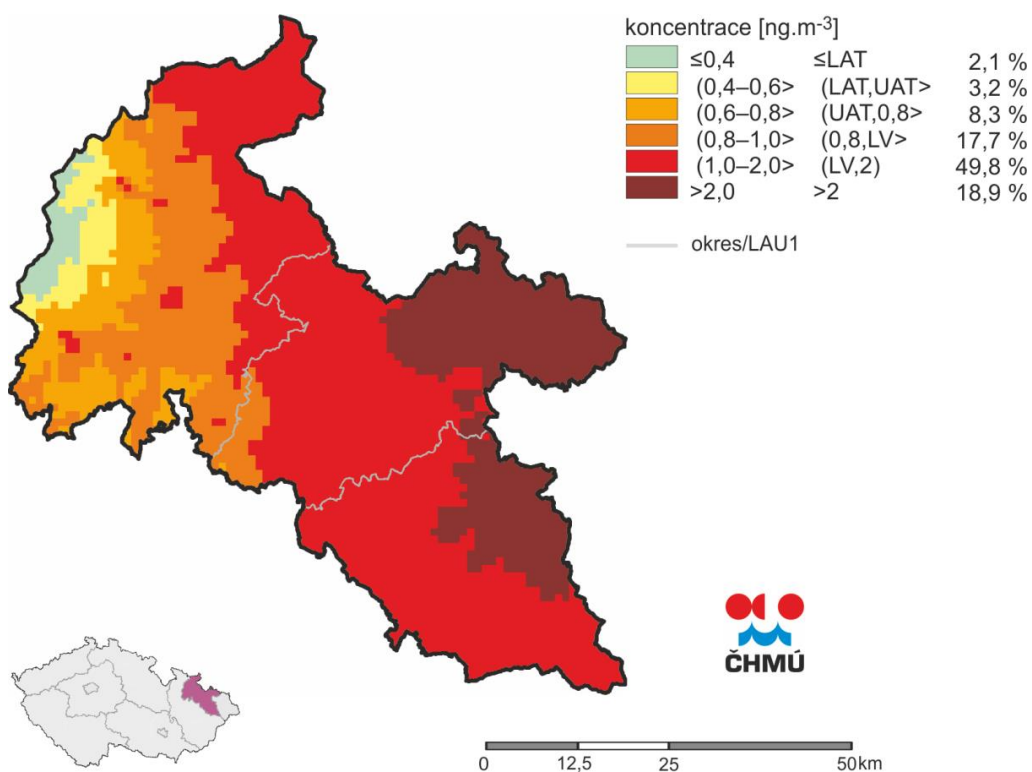 koncentrace [ng.m-3]
≤0,4 ≤LAT 2,1 %
(0,4–0,6> (LAT,UAT> 3,2 %
(0,6–0,8> (UAT,0,8> 8,3 %
(0,8–1,0> (0,8,LV> 17,7 %
(1,0–2,0> (LV,2) 49,8 %
>2,0 >2 18,9 %
okres/LAU1
ČHMÚ
0 12,5 25 50km